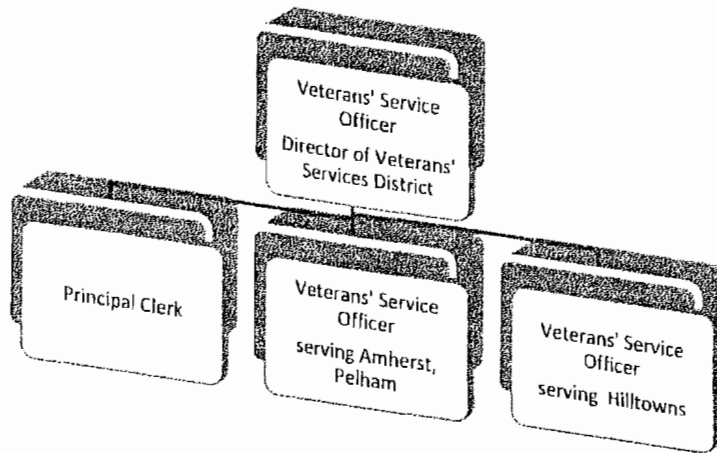 Veterans' Service
Officer
Director of Veterans'
Services District
Principal Clerk
Veterans' Service
Officer
serving Amherst,
Pelham
Veterans' Service
Officer
serving Hilltowns